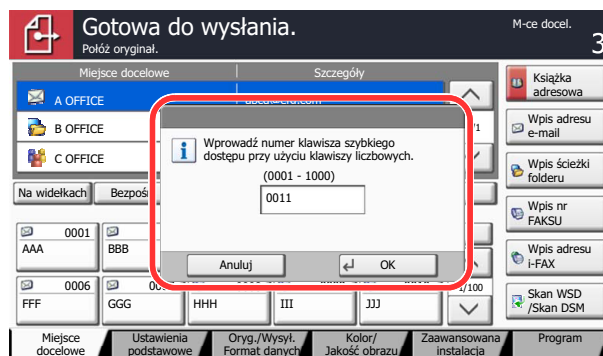 Gotowa do wysłania.
Połóż oryginał.
M-ce docel.
3
Miejsce docelowe
Szczegóły
A OFFICE
B OFFICE
C OFFICE
Wprowadź numer klawisza szybkiego
dostępu przy użyciu klawiszy liczbowych.
(0001 - 1000)
0011
Anuluj
OK
Na widełkach
0001
AAA
BBB
0006
FFF
GGG
HHH
III
JJJ
/100
Książka
adresowa
Wpis adresu
e-mail
Wpis ścieżki
folderu
Wpis nr
FAKSU
Wpis adresu
i-FAX
Skan WSD
/Skan DSM
Miejsce
docelowe
Ustawienia
podstawowe
Oryg./Wysył.
Format danych
Kolor/
Jakość obrazu
Zaawansowana
instalacja
Program